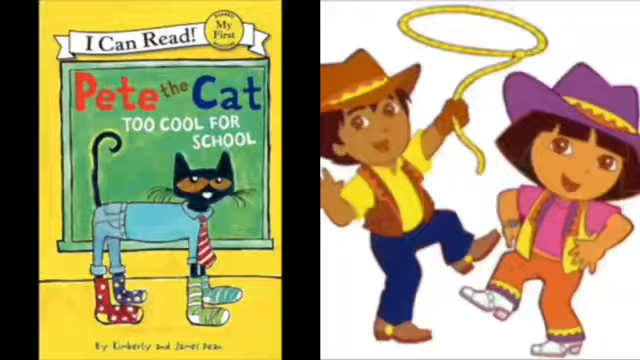 I Can Read!
My
First
Pete the Cat
TOO COOL FOR
SCHOOL
By Kimberly and James Dean